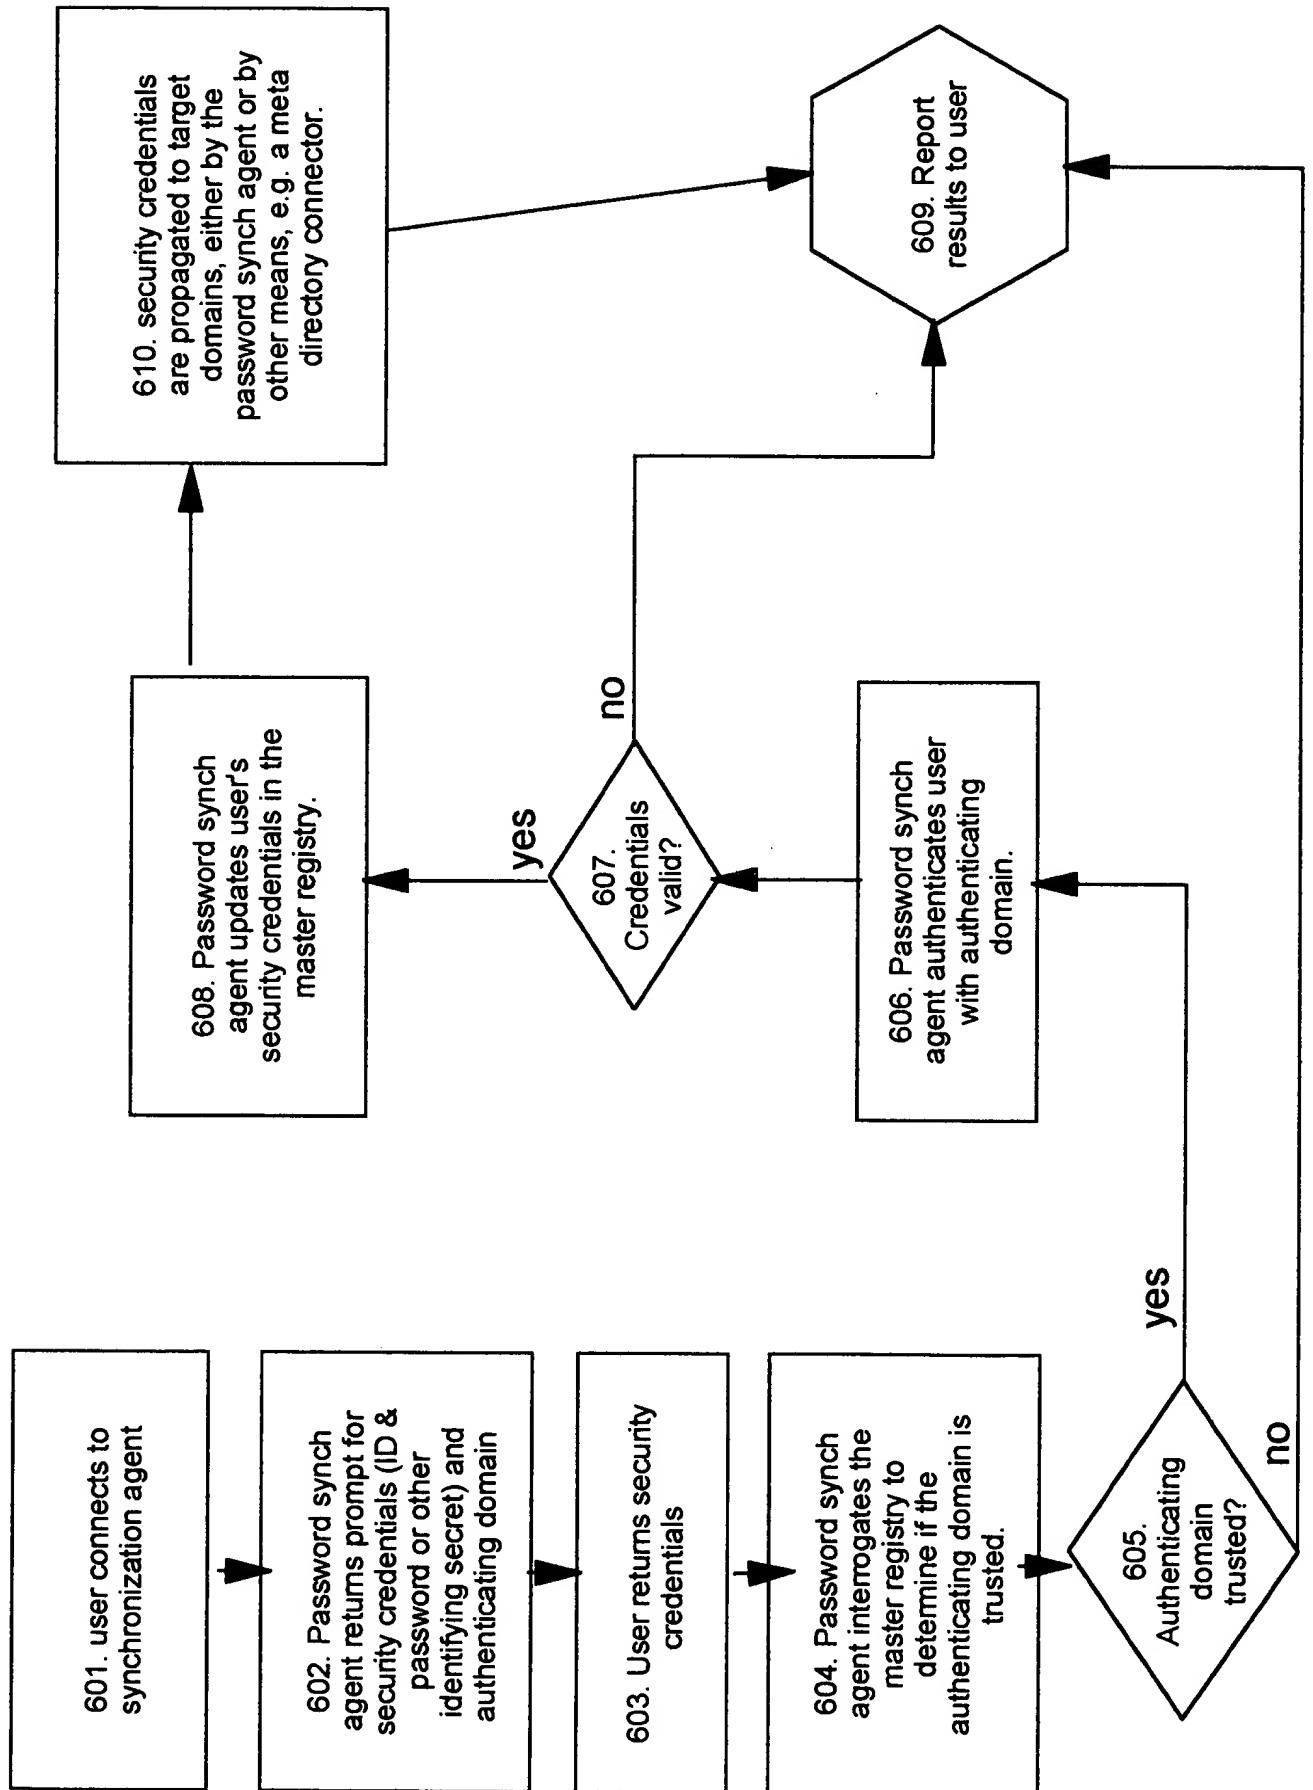 601. user connects to
synchronization agent
602. Password synch
agent returns prompt for
security credentials (ID &
password or other
identifying secret) and
authenticating domain
603. User returns security
credentials
604. Password synch
agent interrogates the
master registry to
determine if the
authenticating domain is
trusted.
605.
Authenticating
domain
trusted?
yes
no
606. Password synch
agent authenticates user
with authenticating
domain.
607.
Credentials
valid?
yes
no
608. Password synch
agent updates user's
security credentials in the
master registry.
610. security credentials
are propagated to target
domains, either by the
password synch agent or by
other means, e.g. a meta
directory connector.
609. Report
results to user